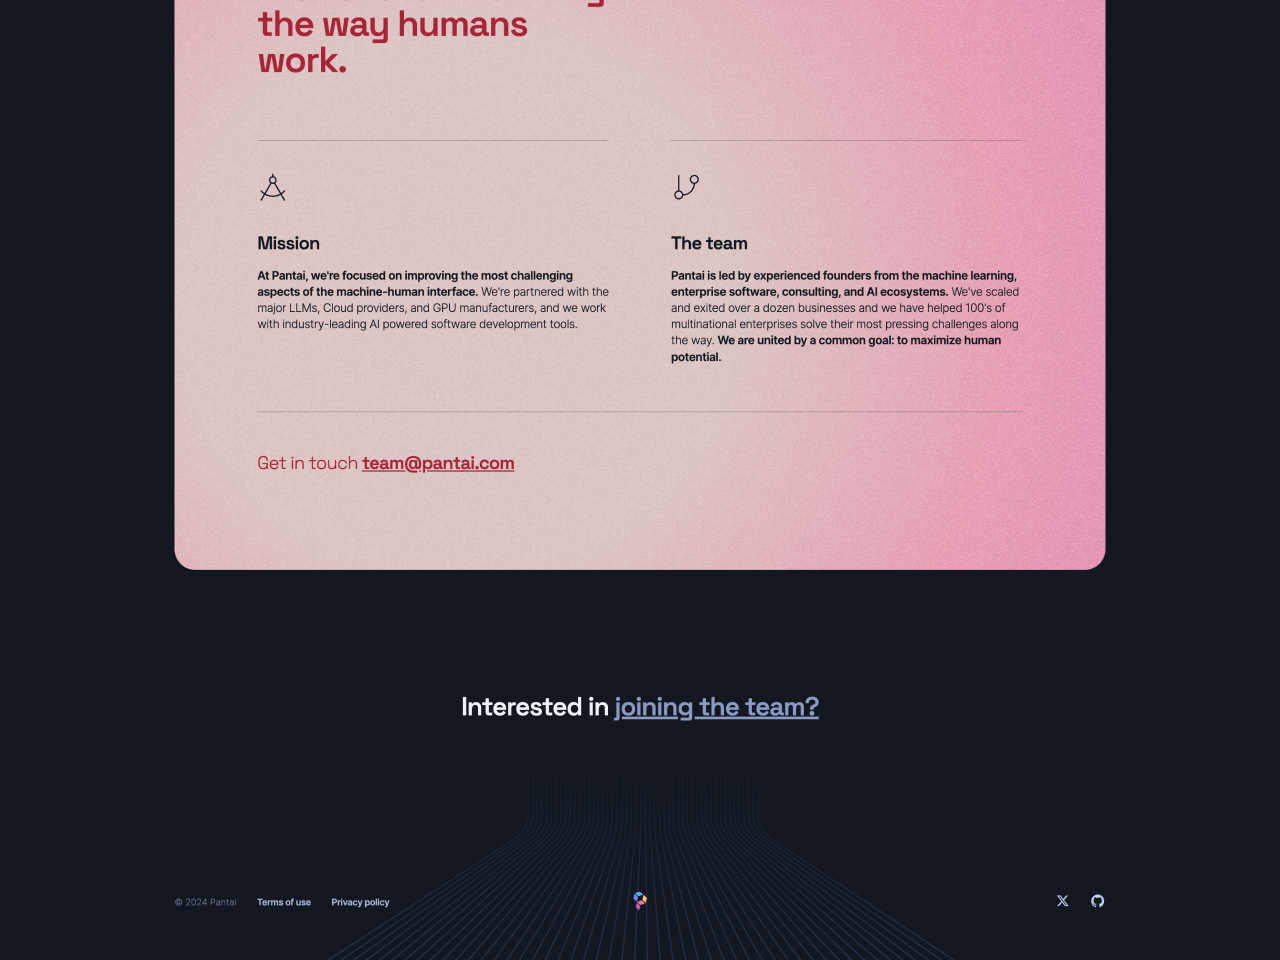 the way humans
work.
Mission
At Pantai, we're focused on improving the most challenging
aspects of the machine-human interface. We're partnered with the
major LLMs, Cloud providers, and GPU manufacturers, and we work
with industry-leading AI powered software development tools.
The team
Pantai is led by experienced founders from the machine learning,
enterprise software, consulting, and AI ecosystems. We've scaled
and exited over a dozen businesses and we have helped 100's of
multinational enterprises solve their most pressing challenges along
the way. We are united by a common goal: to maximize human
potential.
Get in touch team@pantai.com
Interested in joining the team?
© 2024 Pantai Terms of use Privacy policy